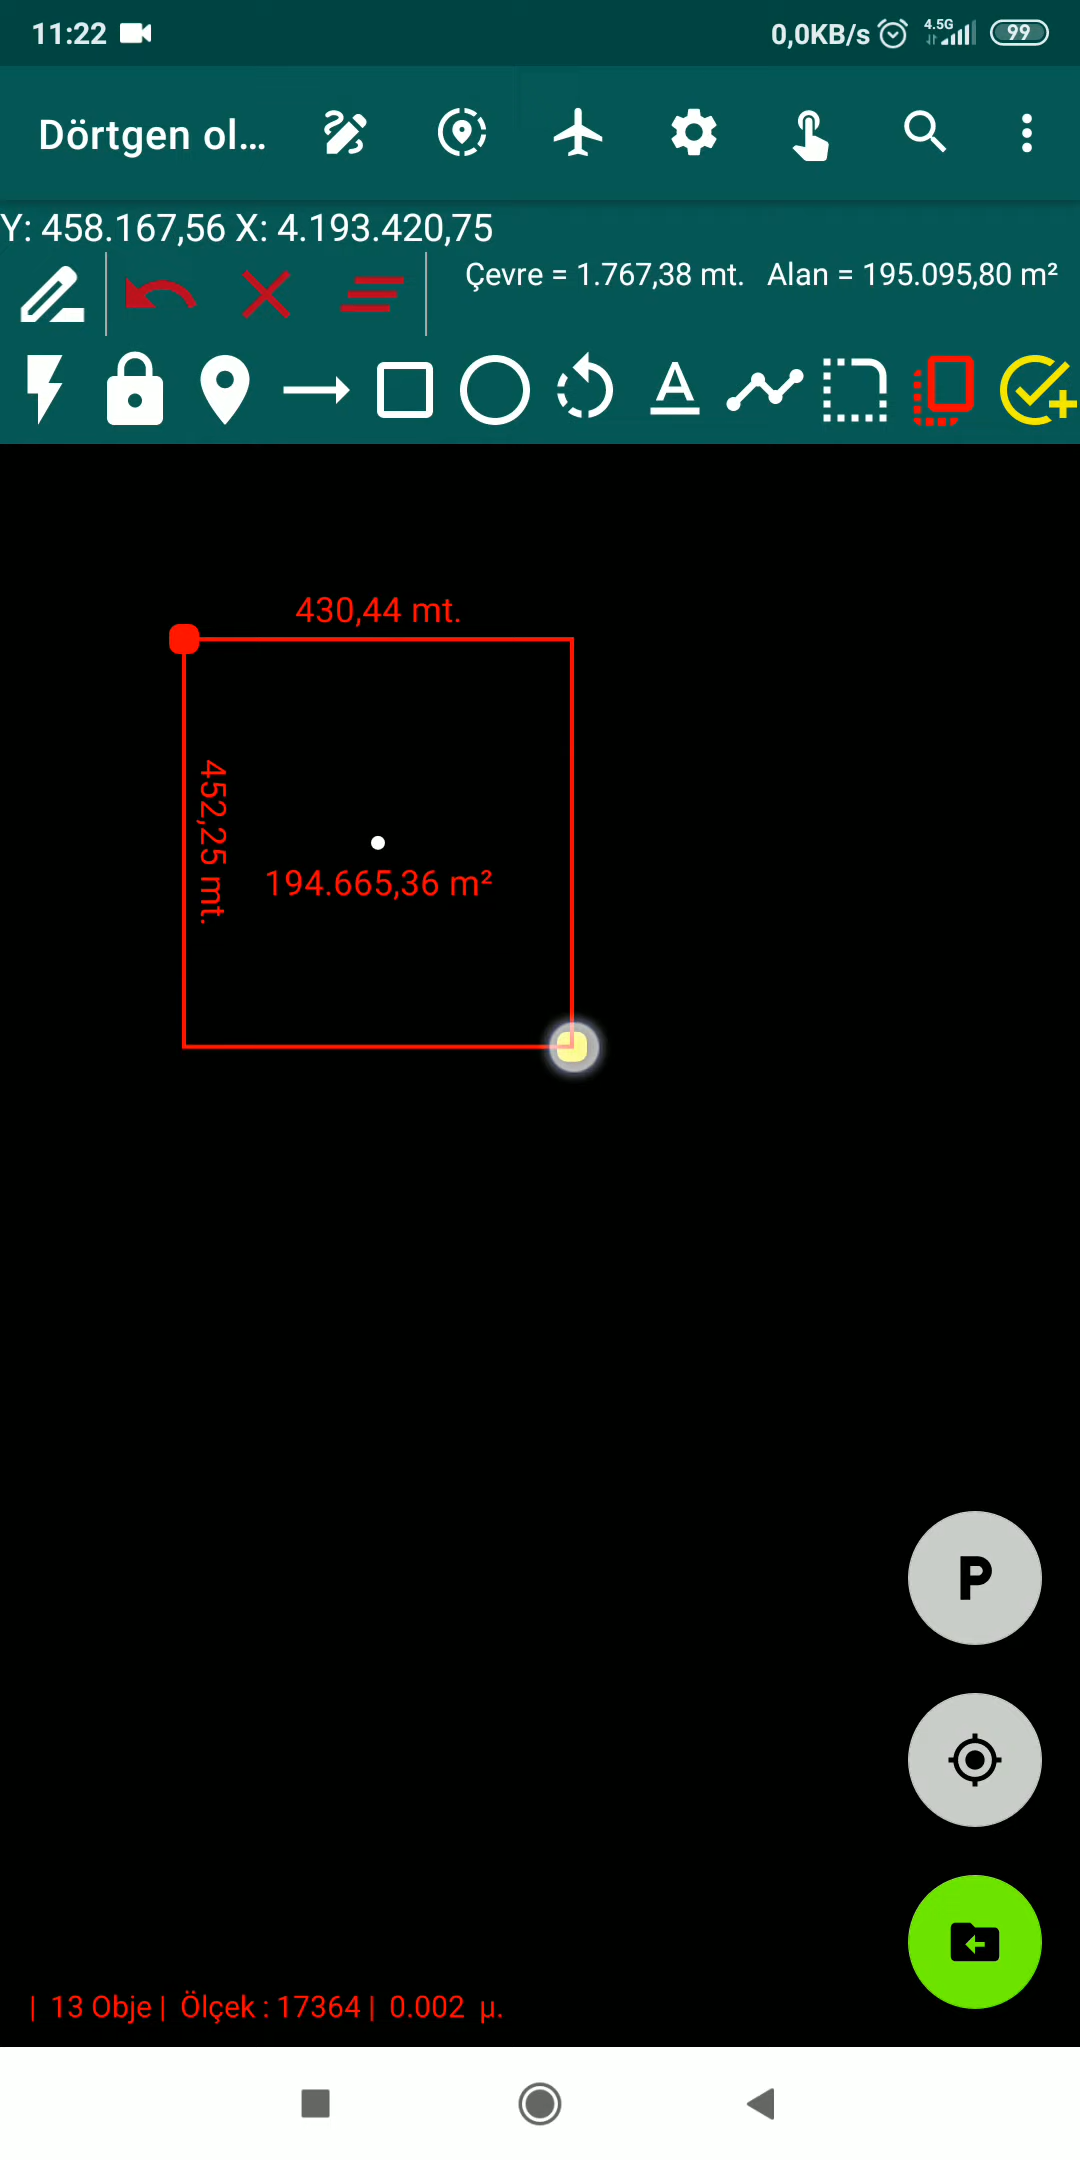 11:22
0,0KB/s 4.5G 99
Dörtgen ol...
Y: 458.167,56 X: 4.193.420,75
Çevre = 1.767,38 mt. Alan = 195.095,80 m²
A
430,44 mt.
452,25 mt.
194.665,36 m²
P
| 13 Obje | Ölçek : 17364 | 0.002 µ.